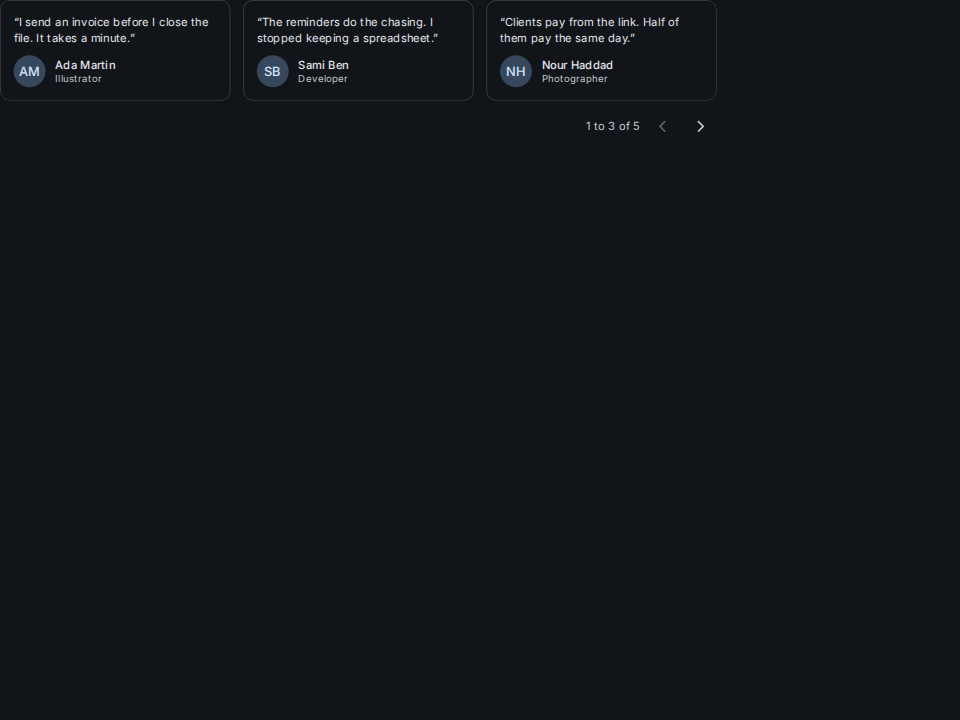 “I send an invoice before I close the
file. It takes a minute.”
AM
Ada Martin
Illustrator
“The reminders do the chasing. I
stopped keeping a spreadsheet.”
SB
Sami Ben
Developer
“Clients pay from the link. Half of
them pay the same day.”
NH
Nour Haddad
Photographer
1 to 3 of 5